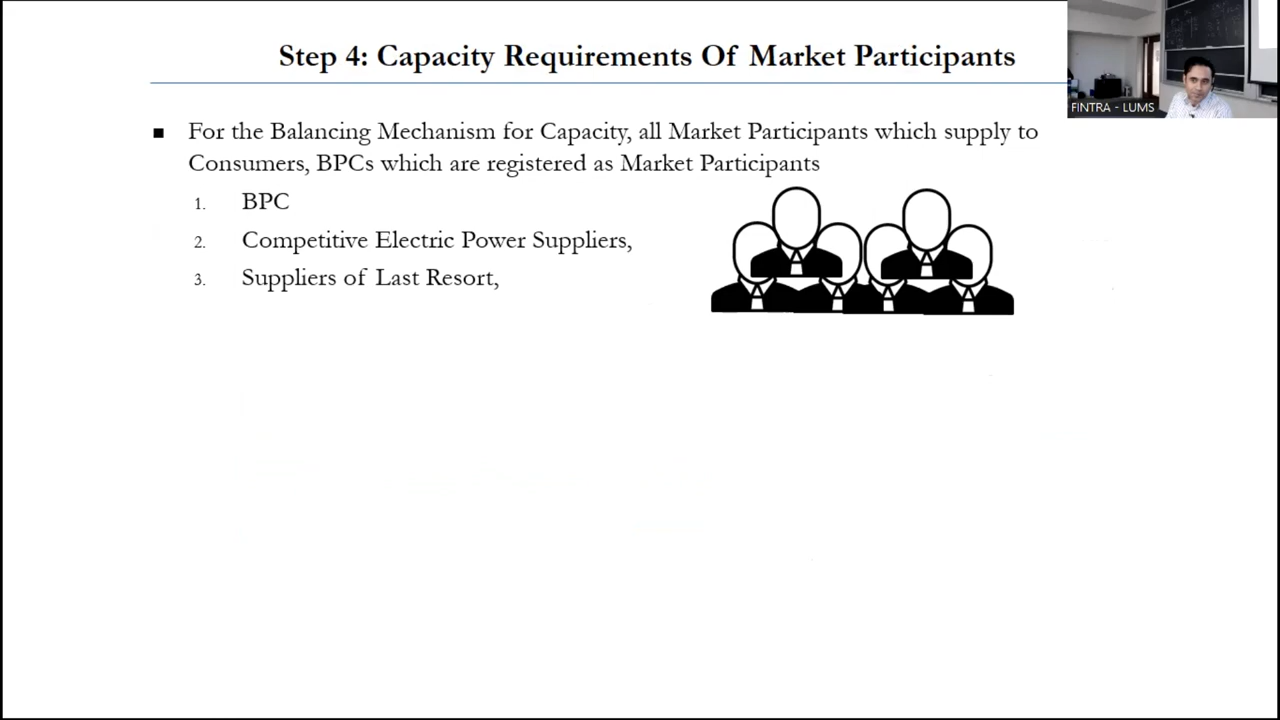 Step 4: Capacity Requirements Of Market Participants
FINTRA - LUMS
■ For the Balancing Mechanism for Capacity, all Market Participants which supply to
Consumers, BPCs which are registered as Market Participants
1. BPC
2. Competitive Electric Power Suppliers,
3. Suppliers of Last Resort,